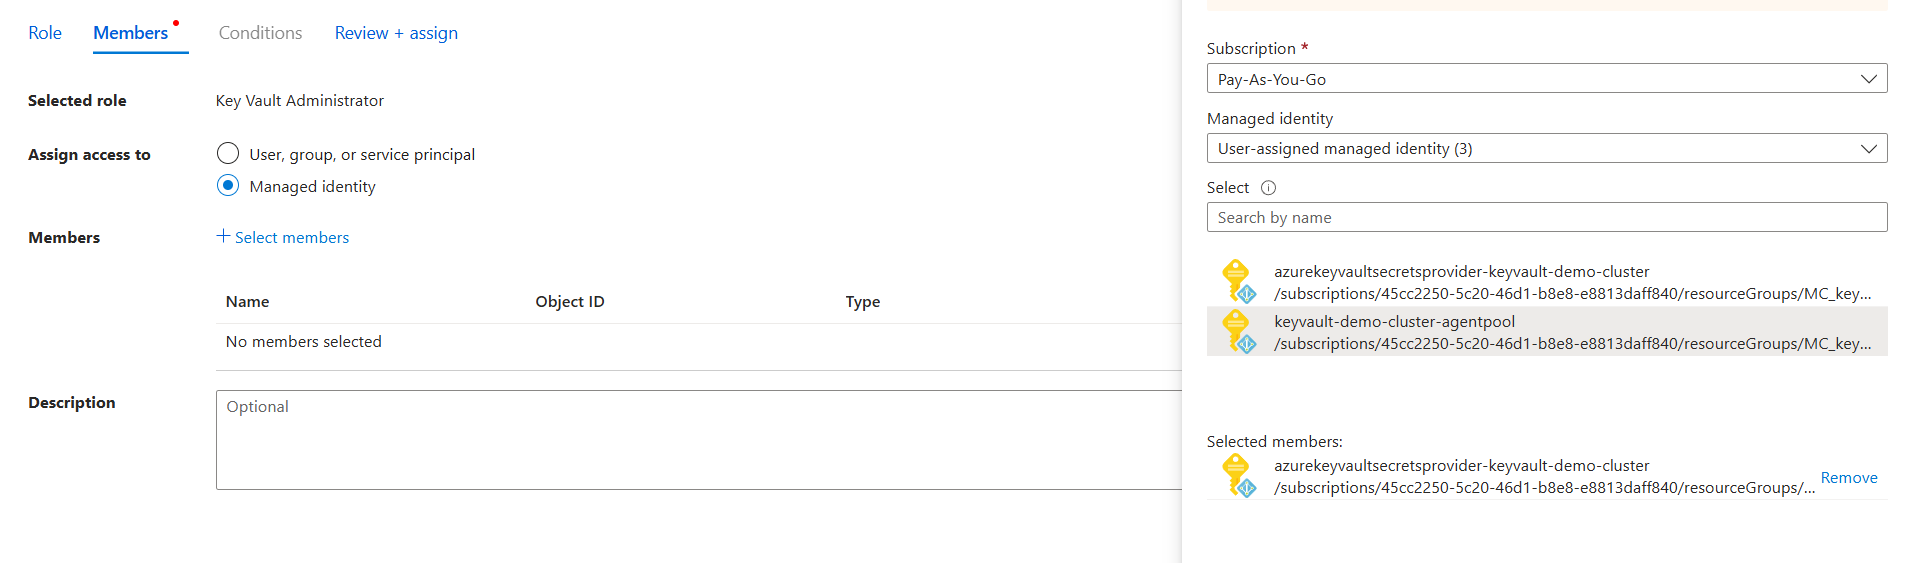 Role Members Conditions Review + assign
Selected role Key Vault Administrator
Assign access to User, group, or service principal
Managed identity
Members + Select members
Name Object ID Type
No members selected
Description Optional
Subscription *
Pay-As-You-Go
Managed identity
User-assigned managed identity (3)
Select
Search by name
azurekeyvaultsecretsprovider-keyvault-demo-cluster
/subscriptions/45cc2250-5c20-46d1-b8e8-e8813daff840/resourceGroups/MC_key...
keyvault-demo-cluster-agentpool
/subscriptions/45cc2250-5c20-46d1-b8e8-e8813daff840/resourceGroups/MC_key...
Selected members:
azurekeyvaultsecretsprovider-keyvault-demo-cluster
/subscriptions/45cc2250-5c20-46d1-b8e8-e8813daff840/resourceGroups/... Remove